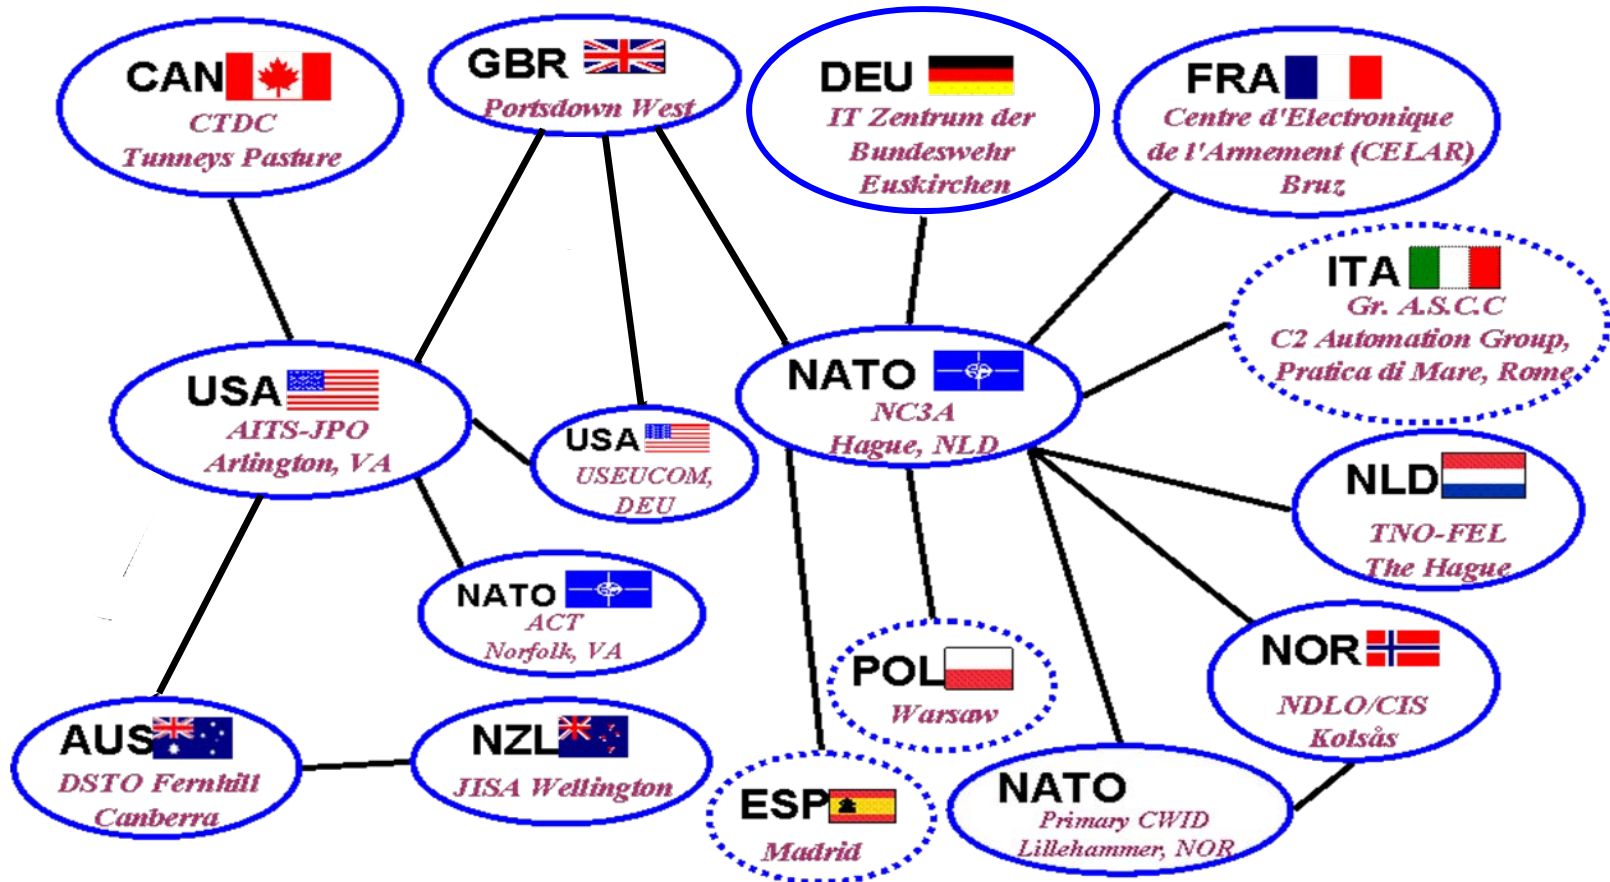 CAN
CTDC
Tunneys Pasture
GBR
Portsdown West
DEU
IT Zentrum der
Bundeswehr
Euskirchen
FRA
Centre d'Electronique
de l'Armement (CELAR)
Bruz
ITA
Gr. A.S.C.C
C2 Automation Group,
Pratica di Mare, Rome
USA
AITS-JPO
Arlington, VA
USA
USEUCOM,
DEU
NATO
NC3A
Hague, NLD
NLD
TNO-FEL
The Hague
NATO
ACT
Norfolk, VA
POL
Warsaw
NOR
NDLO/CIS
Kolsås
AUS
DSTO Fernhill
Canberra
NZL
JISA Wellington
ESP
Madrid
NATO
Primary CWID
Lillehammer, NOR